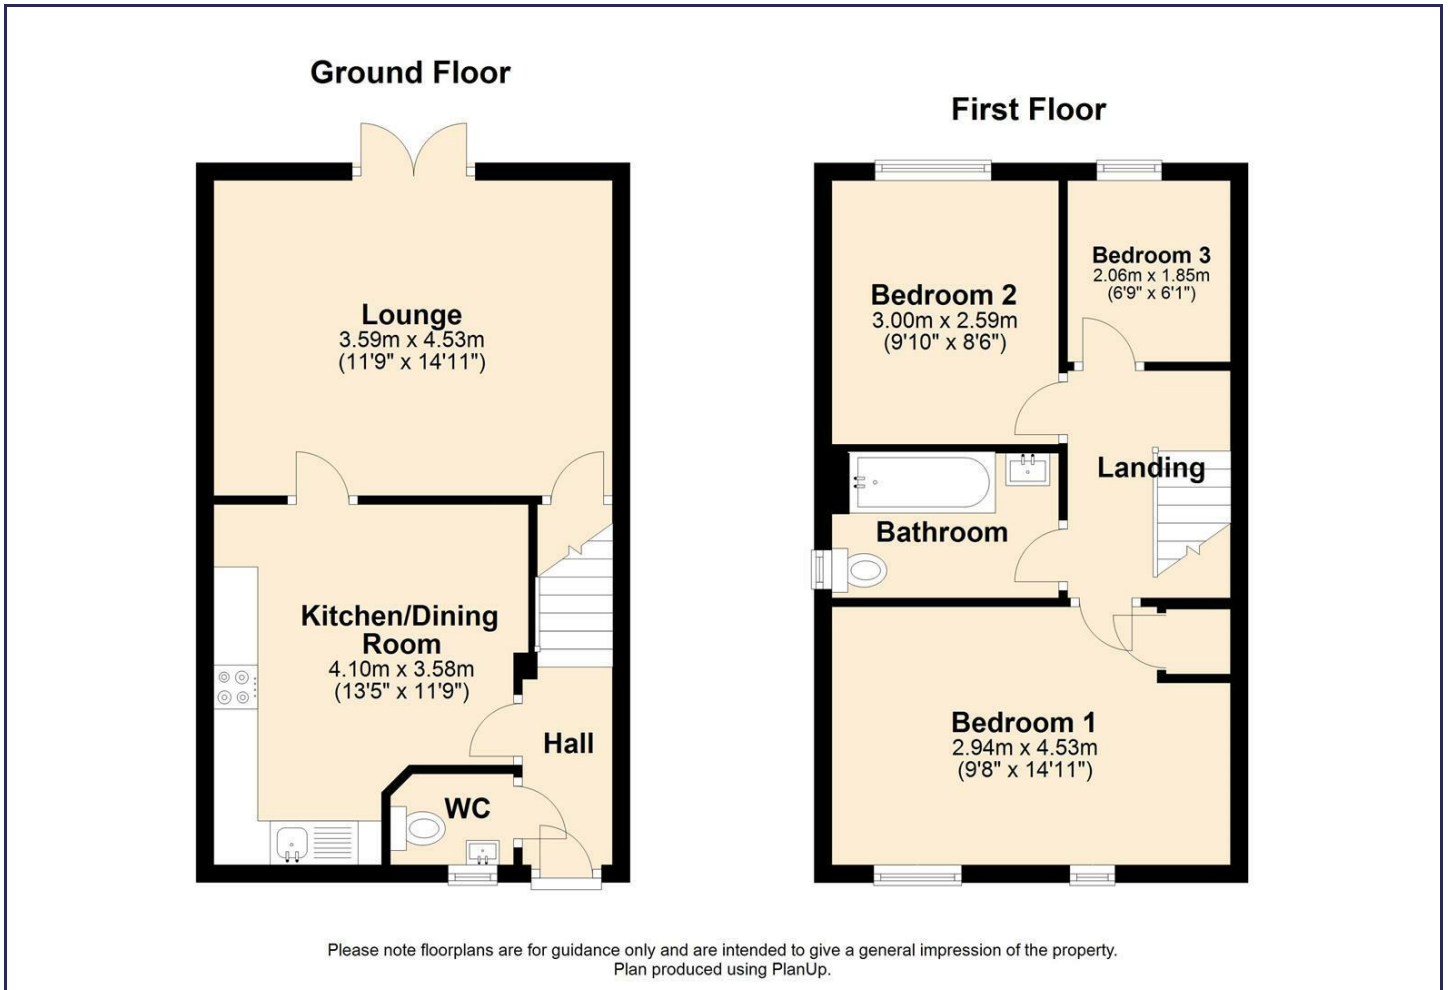 Ground Floor
Lounge
3.59m x 4.53m
(11'9" x 14'11")
Kitchen/Dining
Room
4.10m x 3.58m
(13'5" x 11'9")
Hall
WC
First Floor
Bedroom 2
3.00m x 2.59m
(9'10" x 8'6")
Bedroom 3
2.06m x 1.85m
(6'9" x 6'1")
Landing
Bathroom
Bedroom 1
2.94m x 4.53m
(9'8" x 14'11")
Please note floorplans are for guidance only and are intended to give a general impression of the property.
Plan produced using PlanUp.